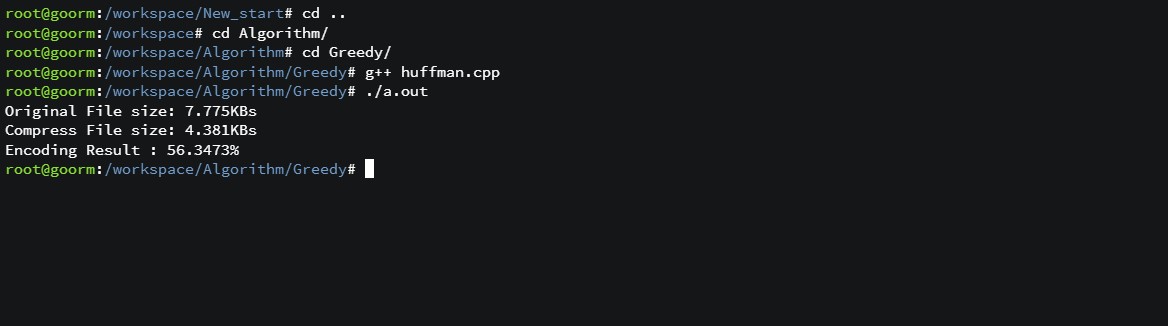 root@goorm:/workspace/New_start# cd ..
root@goorm:/workspace# cd Algorithm/
root@goorm:/workspace/Algorithm# cd Greedy/
root@goorm:/workspace/Algorithm/Greedy# g++ huffman.cpp
root@goorm:/workspace/Algorithm/Greedy# ./a.out
Original File size: 7.775KBs
Compress File size: 4.381KBs
Encoding Result : 56.3473%
root@goorm:/workspace/Algorithm/Greedy#